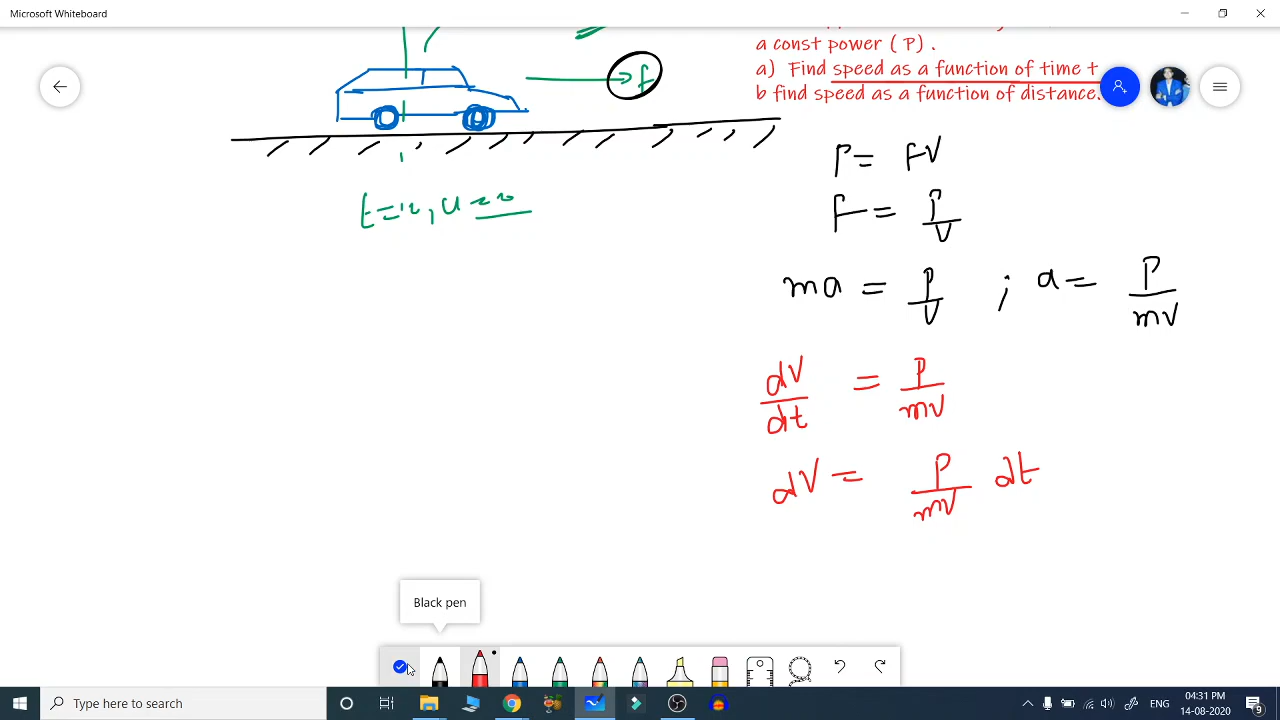 Microsoft Whiteboard
a const power ( P ) .
a) Find speed as a function of time t
b find speed as a function of distance.
f
P = FV
F = P/V
ma = P/V ; a = P/mV
dV/dt = P/mV
dV = P/mV dt
Black pen
Type here to search
ENG
04:31 PM
14-08-2020
9